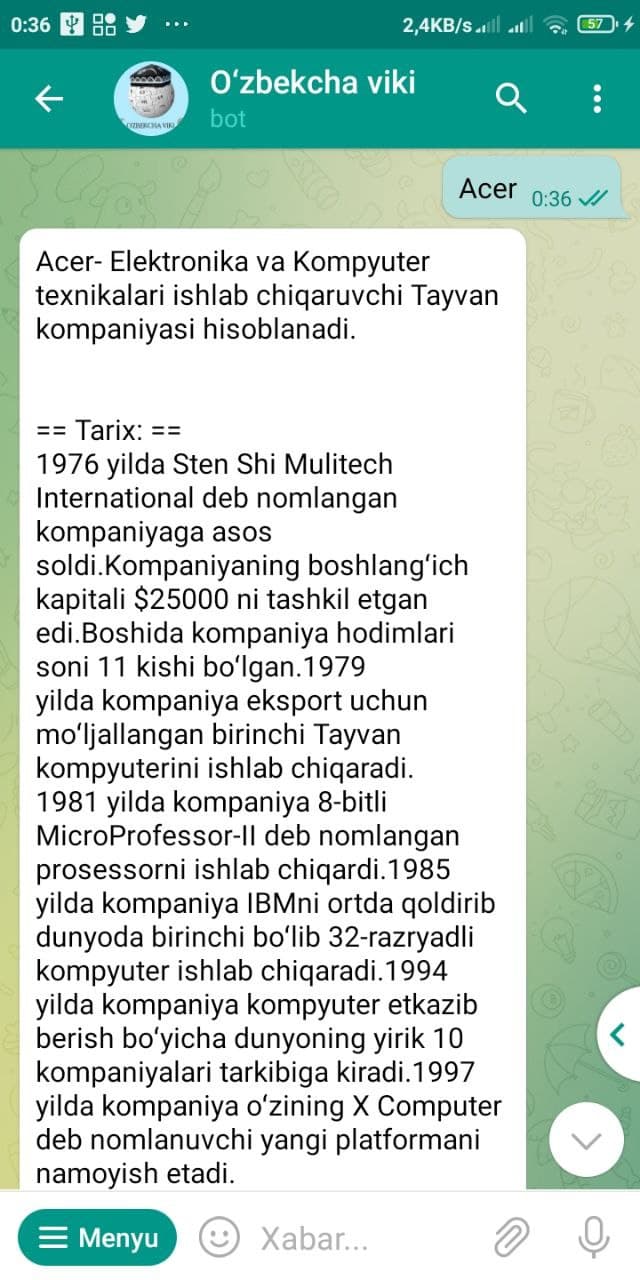 0:36
2,4KB/s
57
O‘zbekcha viki
bot
O'ZBEKCHA VIKI
Acer 0:36
Acer- Elektronika va Kompyuter
texnikalari ishlab chiqaruvchi Tayvan
kompaniyasi hisoblanadi.
== Tarix: ==
1976 yilda Sten Shi Mulitech
International deb nomlangan
kompaniyaga asos
soldi.Kompaniyaning boshlang‘ich
kapitali $25000 ni tashkil etgan
edi.Boshida kompaniya hodimlari
soni 11 kishi bo‘lgan.1979
yilda kompaniya eksport uchun
mo‘ljallangan birinchi Tayvan
kompyuterini ishlab chiqaradi.
1981 yilda kompaniya 8-bitli
MicroProfessor-II deb nomlangan
prosessorni ishlab chiqardi.1985
yilda kompaniya IBMni ortda qoldirib
dunyoda birinchi bo‘lib 32-razryadli
kompyuter ishlab chiqaradi.1994
yilda kompaniya kompyuter etkazib
berish bo‘yicha dunyoning yirik 10
kompaniyalari tarkibiga kiradi.1997
yilda kompaniya o‘zining X Computer
deb nomlanuvchi yangi platformani
namoyish etadi.
Menyu
Xabar...